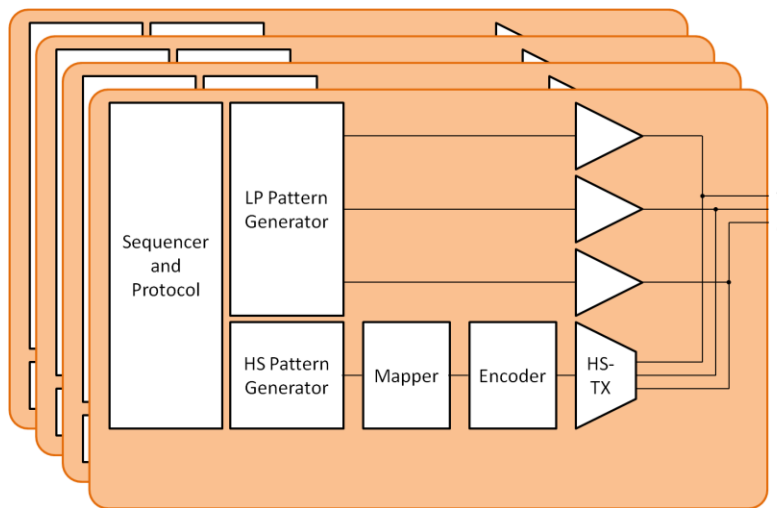 Sequencer
and
Protocol
LP Pattern
Generator
HS Pattern
Generator
Mapper
Encoder
HS-
TX